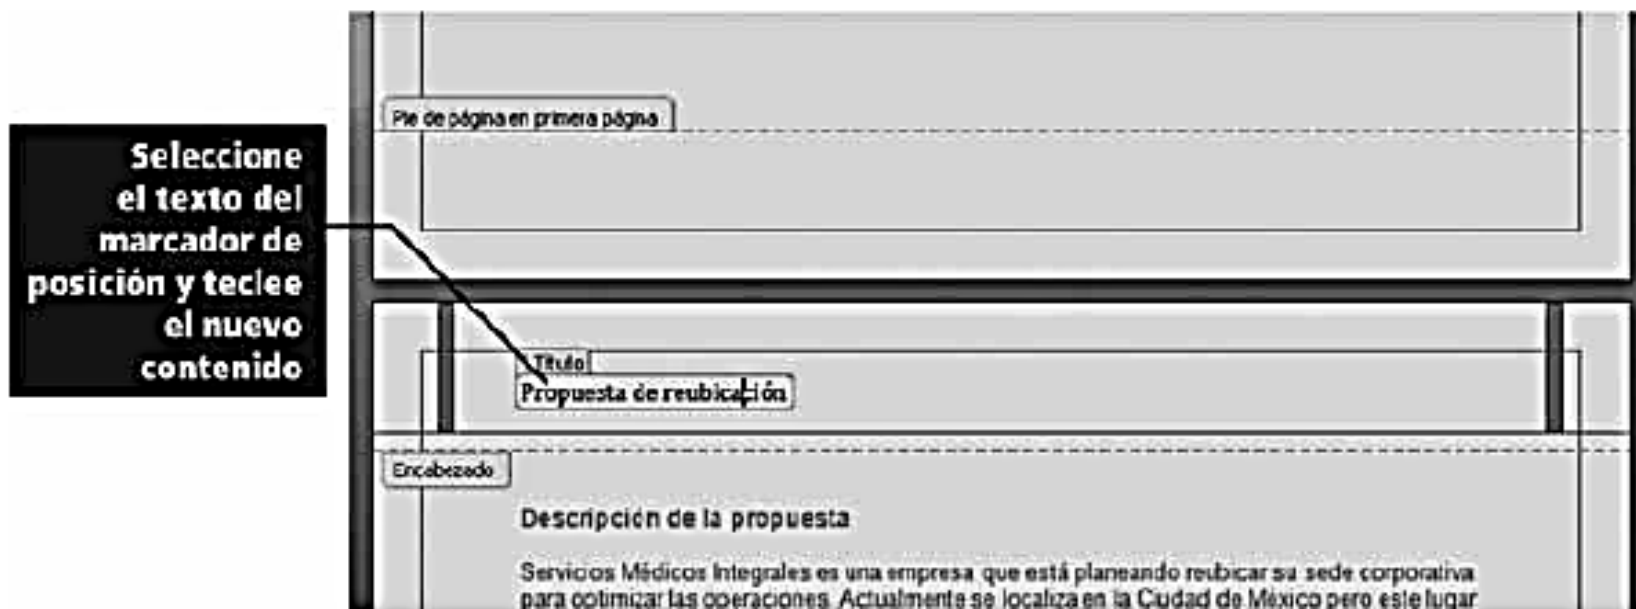 Pie de página en primera página
Seleccione
el texto del
marcador de
posición y teclee
el nuevo
contenido
Título
Propuesta de reubicación
Encabezado
Descripción de la propuesta
Servicios Médicos Integrales es una empresa que está planeando reubicar su sede corporativa
para optimizar las operaciones. Actualmente se localiza en la Ciudad de México pero este lugar